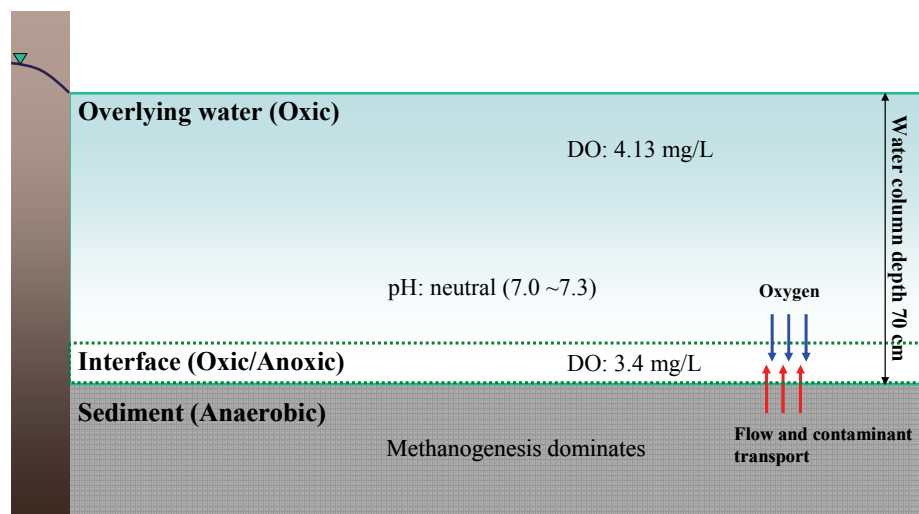 Overlying water (Oxic)
DO: 4.13 mg/L
Water column depth 70 cm
pH: neutral (7.0 ~7.3)
Oxygen
Interface (Oxic/Anoxic)
DO: 3.4 mg/L
Sediment (Anaerobic)
Methanogenesis dominates
Flow and contaminant
transport